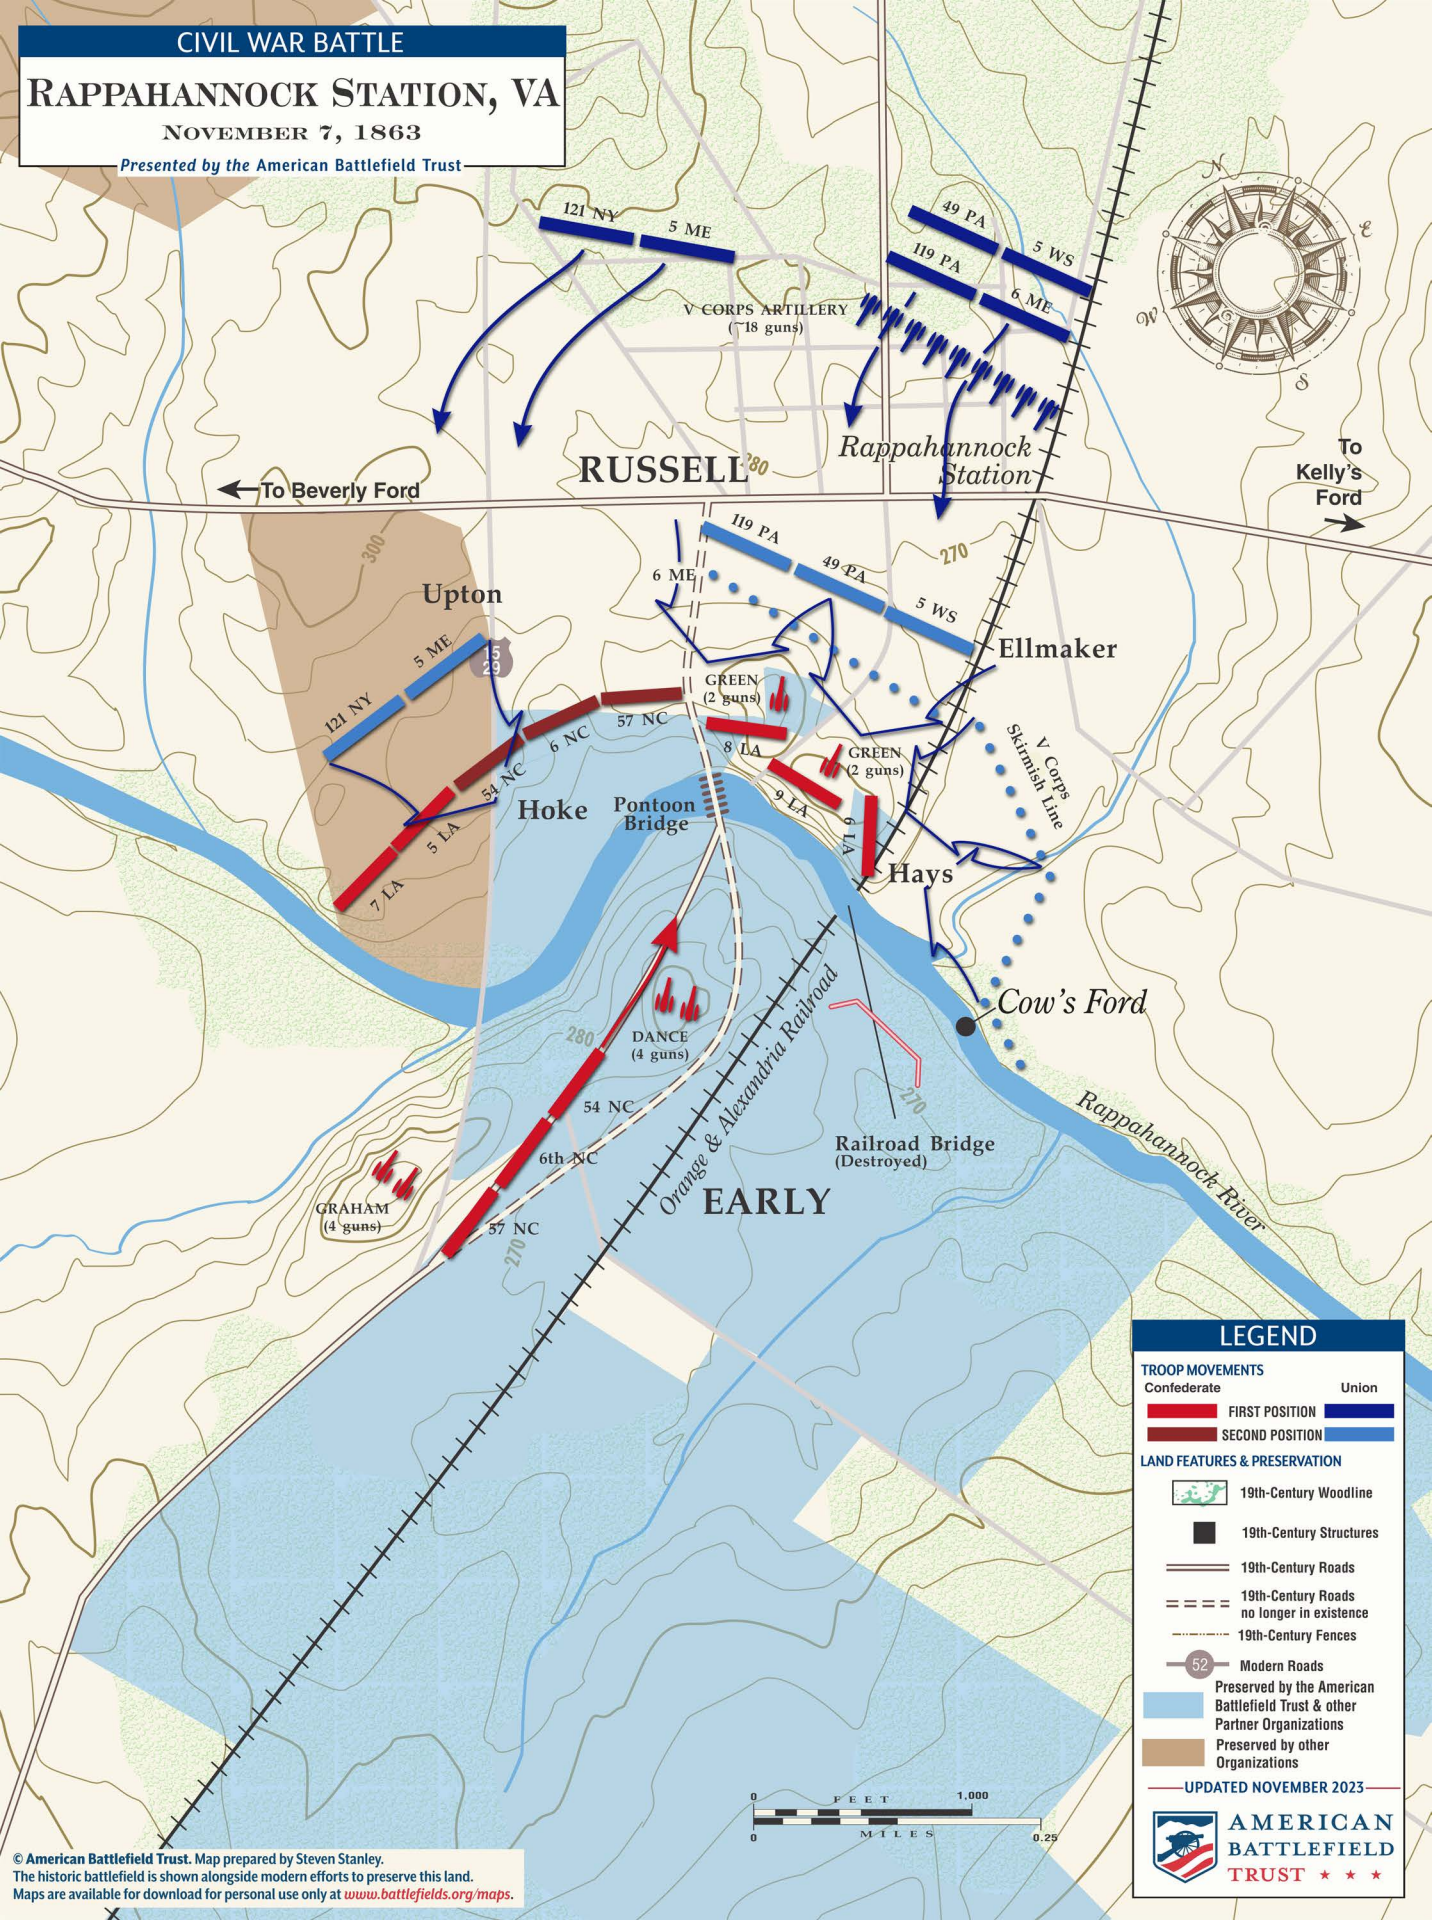 CIVIL WAR BATTLE
RAPPAHANNOCK STATION, VA
NOVEMBER 7, 1863
Presented by the American Battlefield Trust
N
E
W
S
121 NY
5 ME
49 PA
5 WS
119 PA
6 ME
V CORPS ARTILLERY
(~18 guns)
Rappahannock
Station
RUSSELL
280
To
Kelly's
Ford
To Beverly Ford
300
270
119 PA
49 PA
5 WS
6 ME
Upton
5 ME
121 NY
15
29
Ellmaker
GREEN
(2 guns)
57 NC
6 NC
54 NC
8 LA
GREEN
(2 guns)
9 LA
6 LA
V Corps
Skirmish Line
Hoke
Pontoon
Bridge
5 LA
7 LA
Hays
Cow's Ford
280
DANCE
(4 guns)
54 NC
6th NC
57 NC
270
GRAHAM
(4 guns)
Orange & Alexandria Railroad
270
Railroad Bridge
(Destroyed)
EARLY
Rappahannock River
LEGEND
TROOP MOVEMENTS
Confederate Union
FIRST POSITION
SECOND POSITION
LAND FEATURES & PRESERVATION
19th-Century Woodline
19th-Century Structures
19th-Century Roads
19th-Century Roads
no longer in existence
19th-Century Fences
52 Modern Roads
Preserved by the American
Battlefield Trust & other
Partner Organizations
Preserved by other
Organizations
UPDATED NOVEMBER 2023
AMERICAN
BATTLEFIELD
TRUST
0 FEET 1,000
0 MILES 0.25
© American Battlefield Trust. Map prepared by Steven Stanley.
The historic battlefield is shown alongside modern efforts to preserve this land.
Maps are available for download for personal use only at www.battlefields.org/maps.